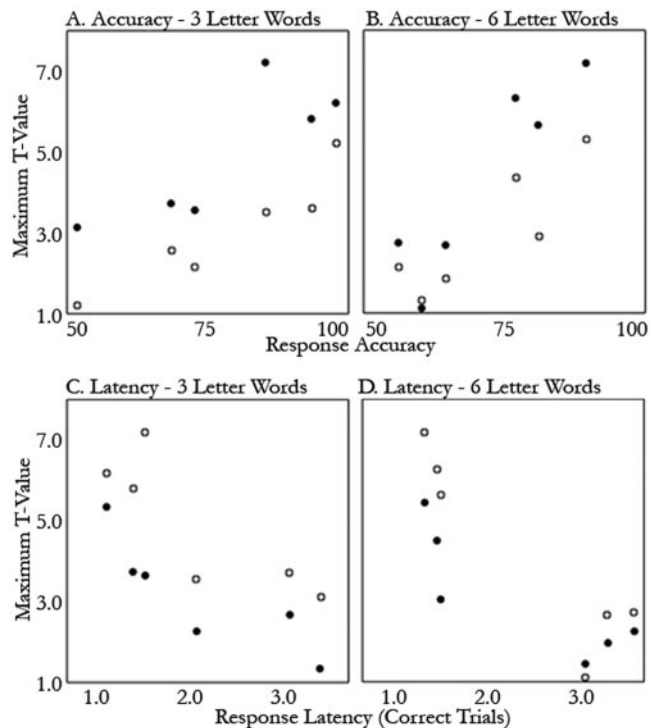 A. Accuracy - 3 Letter Words
B. Accuracy - 6 Letter Words
Maximum T-Value
7.0
5.0
3.0
1.0
50 75 100
50 75 100
Response Accuracy
C. Latency - 3 Letter Words
D. Latency - 6 Letter Words
Maximum T-Value
7.0
5.0
3.0
1.0
1.0 2.0 3.0
1.0 2.0 3.0
Response Latency (Correct Trials)